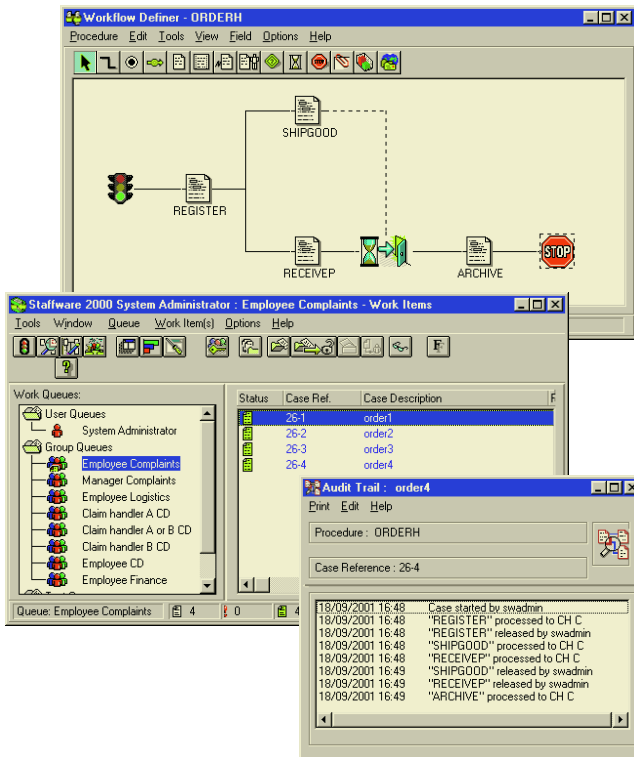 Workflow Definer - ORDERH
Procedure Edit Tools View Field Options Help
SHIPGOOD
REGISTER
RECEIVEP
ARCHIVE
STOP
Staffware 2000 System Administrator : Employee Complaints - Work Items
Tools Window Queue Work Item(s) Options Help
F
?
Work Queues:
User Queues
System Administrator
Group Queues
Employee Complaints
Manager Complaints
Employee Logistics
Claim handler A CD
Claim handler A or B CD
Claim handler B CD
Employee CD
Employee Finance
Status Case Ref. Case Description
26-1 order1
26-2 order2
26-3 order3
26-4 order4
Queue: Employee Complaints 4 0 4
Audit Trail : order4
Print Edit Help
Procedure : ORDERH
Case Reference : 26-4
18/09/2001 16:48 Case started by swadmin
18/09/2001 16:48 "REGISTER" processed to CH C
18/09/2001 16:48 "REGISTER" released by swadmin
18/09/2001 16:48 "SHIPGOOD" processed to CH C
18/09/2001 16:48 "RECEIVEP" processed to CH C
18/09/2001 16:49 "SHIPGOOD" released by swadmin
18/09/2001 16:49 "RECEIVEP" released by swadmin
18/09/2001 16:49 "ARCHIVE" processed to CH C